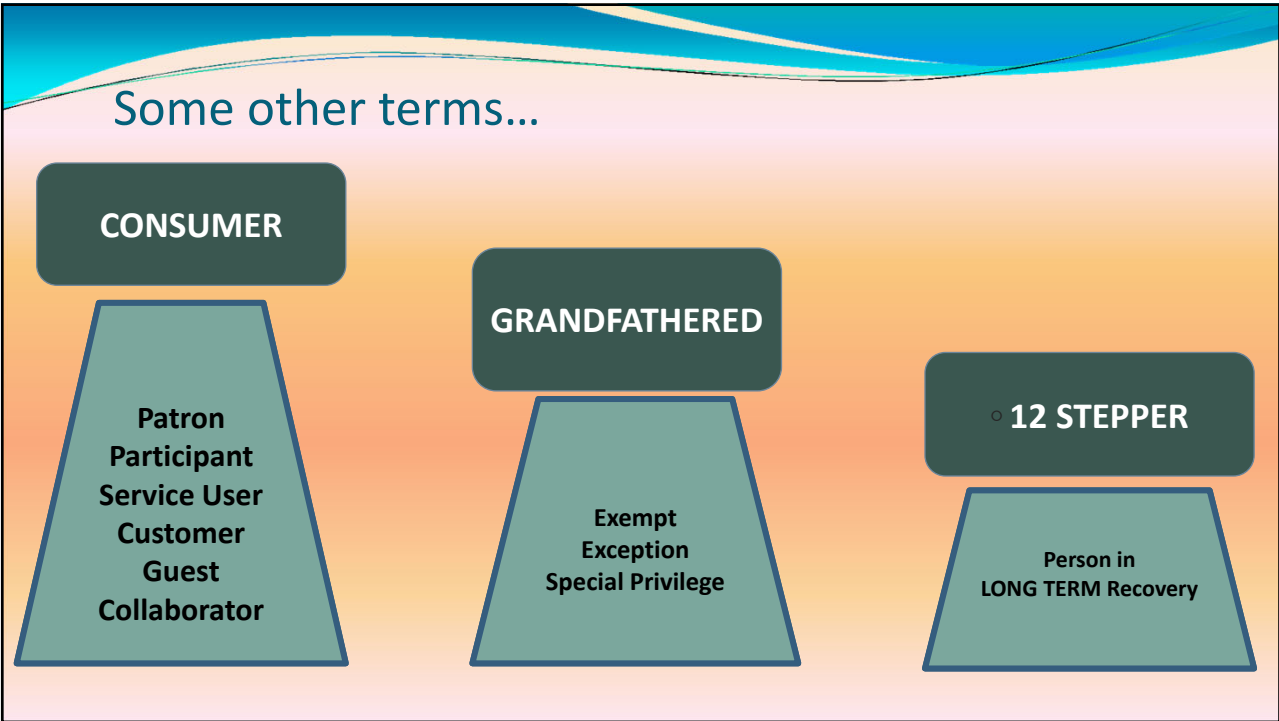 Some other terms…
CONSUMER
Patron
Participant
Service User
Customer
Guest
Collaborator
GRANDFATHERED
Exempt
Exception
Special Privilege
◦ 12 STEPPER
Person in
LONG TERM Recovery